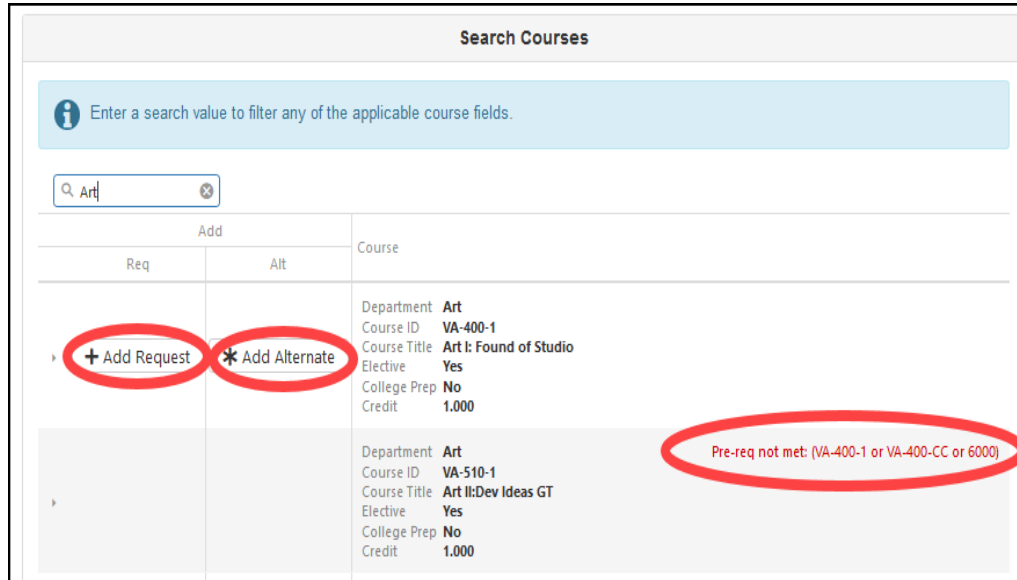 Search Courses
Enter a search value to filter any of the applicable course fields.
Art
Add
Course
Req
Alt
Department Art
Course ID VA-400-1
Course Title Art I: Found of Studio
Elective Yes
College Prep No
Credit 1.000
Add Request
Add Alternate
Department Art
Course ID VA-510-1
Course Title Art II:Dev Ideas GT
Elective Yes
College Prep No
Credit 1.000
Pre-req not met: (VA-400-1 or VA-400-CC or 6000)